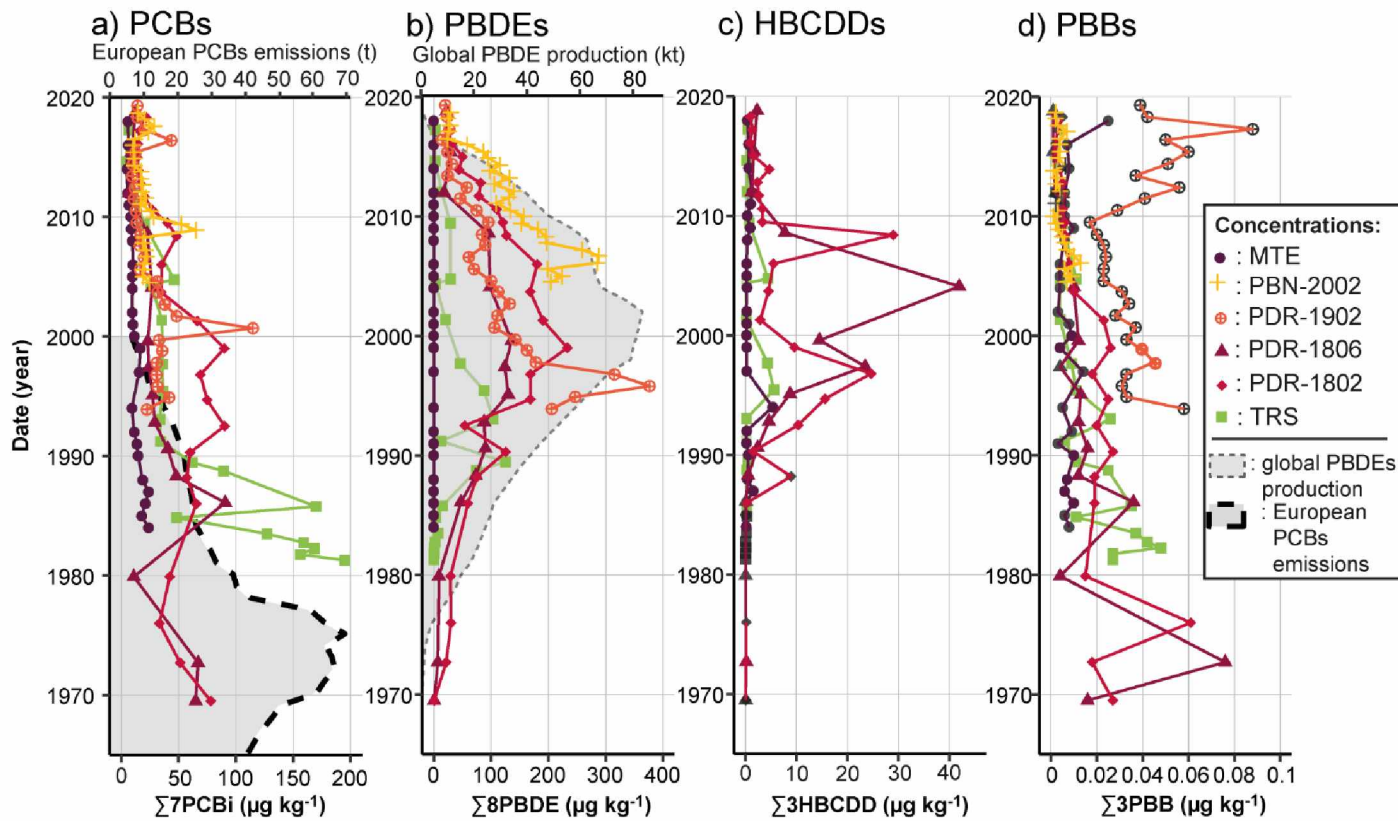 a) PCBs
European PCBs emissions (t)
0 10 20 30 40 50 60 70
b) PBDEs
Global PBDE production (kt)
0 20 40 60 80
c) HBCDDs
d) PBBs
Date (year)
2020
2010
2000
1990
1980
1970
0 50 100 150 200
∑7PCBi (µg kg-1)
2020
2010
2000
1990
1980
1970
0 100 200 300 400
∑8PBDE (µg kg-1)
2020
2010
2000
1990
1980
1970
0 10 20 30 40
∑3HBCDD (µg kg-1)
2020
2010
2000
1990
1980
1970
0 0.02 0.04 0.06 0.08 0.1
∑3PBB (µg kg-1)
Concentrations:
: MTE
: PBN-2002
: PDR-1902
: PDR-1806
: PDR-1802
: TRS
: global PBDEs
production
: European
PCBs
emissions